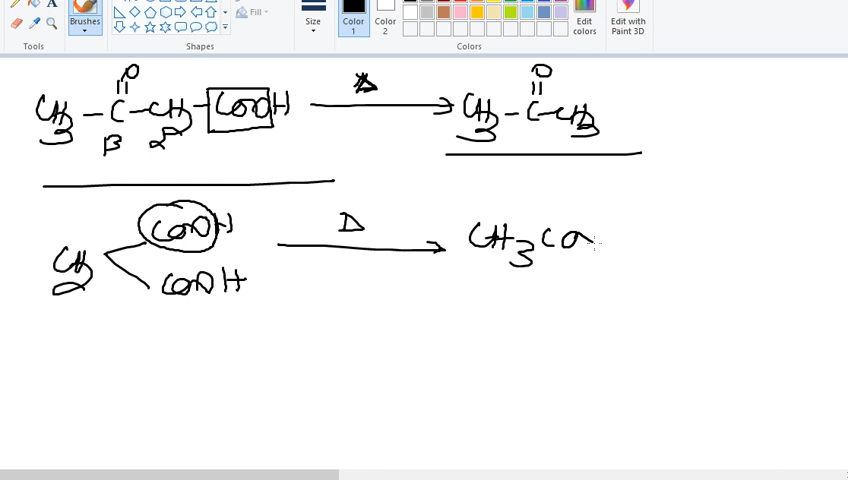 Brushes
Fill
Size
Color
1
Color
2
Edit
colors
Edit with
Paint 3D
Tools
Shapes
Colors
O
CH3 – C – CH2 – COOH Δ → CH3 – C – CH3
β α
O
CH2 COOH Δ → CH3CO
COOH